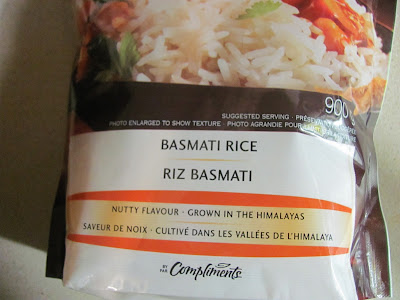 900
SUGGESTED SERVING · PRÉSENTATION
PHOTO ENLARGED TO SHOW TEXTURE · PHOTO AGRANDIE POUR
BASMATI RICE
RIZ BASMATI
NUTTY FLAVOUR · GROWN IN THE HIMALAYAS
SAVEUR DE NOIX · CULTIVÉ DANS LES VALLÉES DE L'HIMALAYA
BY
PAR Compliments